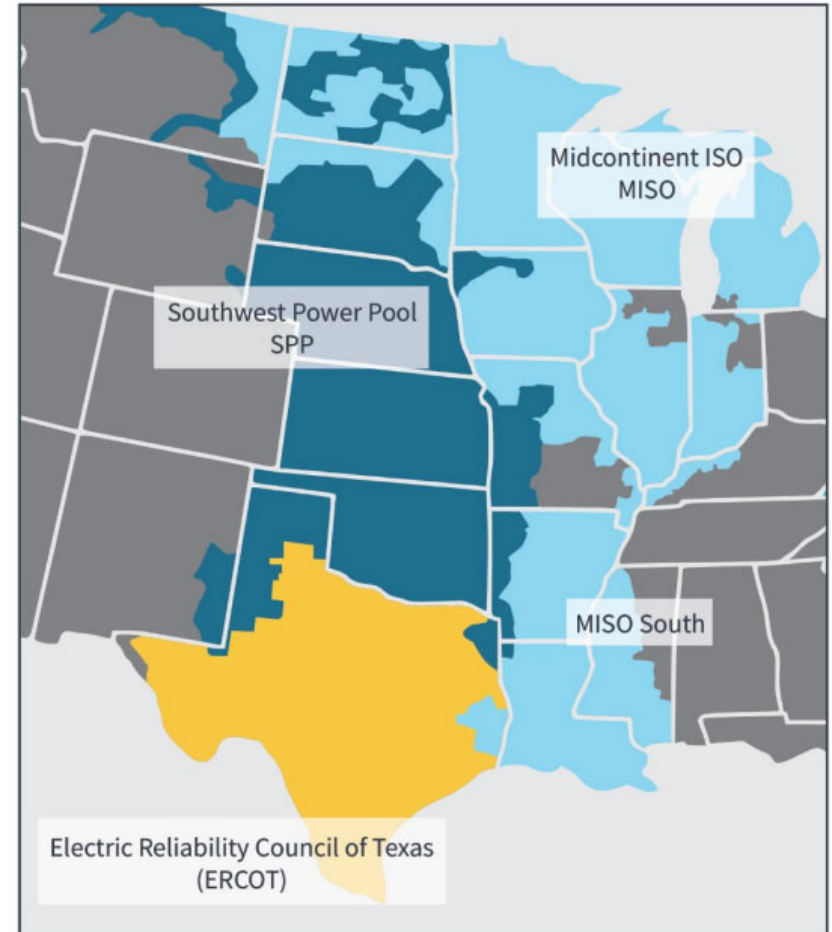 Midcontinent ISO
MISO
Southwest Power Pool
SPP
MISO South
Electric Reliability Council of Texas
(ERCOT)